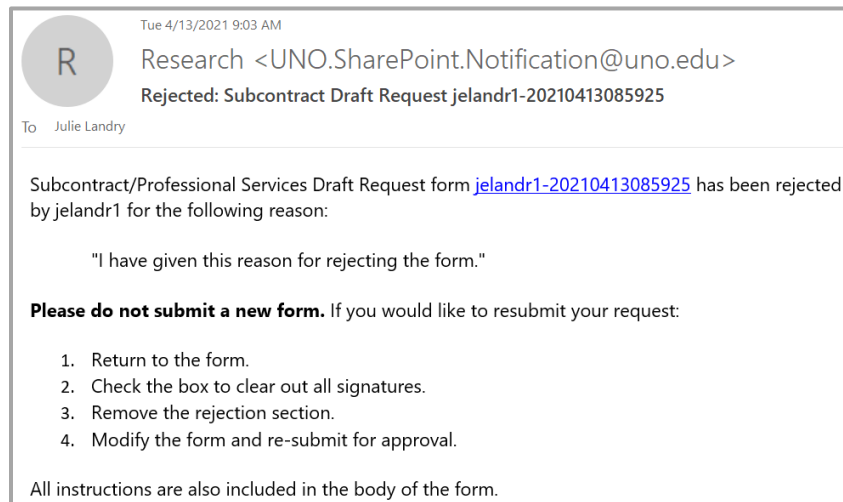 Tue 4/13/2021 9:03 AM
R
Research <UNO.SharePoint.Notification@uno.edu>
Rejected: Subcontract Draft Request jelandr1-20210413085925
To Julie Landry
Subcontract/Professional Services Draft Request form jelandr1-20210413085925 has been rejected
by jelandr1 for the following reason:
"I have given this reason for rejecting the form."
Please do not submit a new form. If you would like to resubmit your request:
1. Return to the form.
2. Check the box to clear out all signatures.
3. Remove the rejection section.
4. Modify the form and re-submit for approval.
All instructions are also included in the body of the form.